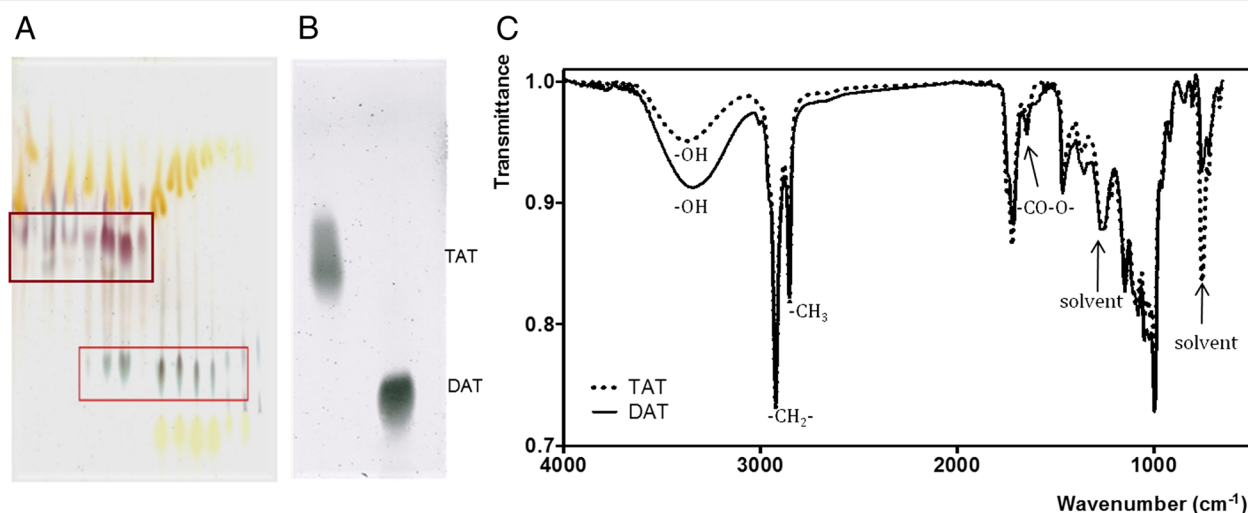 A
B
C
TAT
DAT
Transmittance
1.0
0.9
0.8
0.7
-OH
-OH
-CO-O-
solvent
solvent
-CH₃
-CH₂-
TAT
DAT
4000
3000
2000
1000
Wavenumber (cm⁻¹)